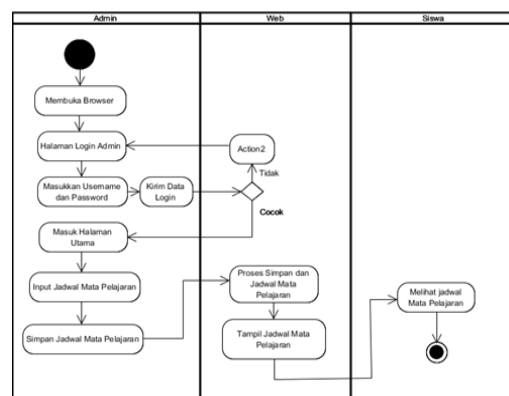 Admin
Web
Siswa
Membuka Browser
Halaman Login Admin
Action2
Tidak
Masukkan Username
dan Password
Kirim Data
Login
Cocok
Masuk Halaman
Utama
Input Jadwal Mata Pelajaran
Simpan Jadwal Mata Pelajaran
Proses Simpan dan
Jadwal Mata
Pelajaran
Tampil Jadwal Mata
Pelajaran
Melihat jadwal
Mata Pelajaran